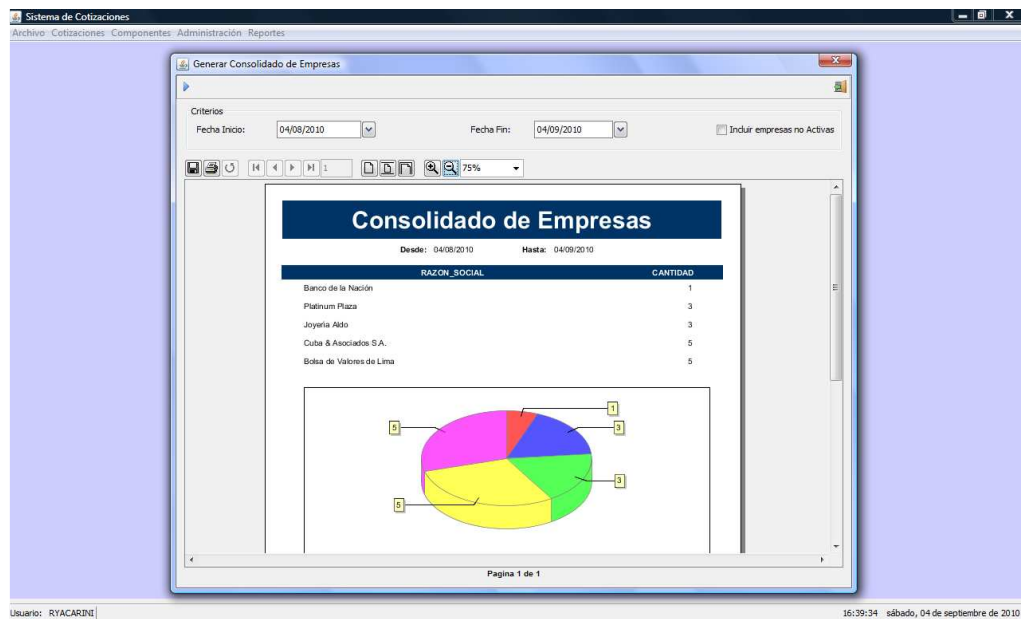 Sistema de Cotizaciones
Archivo Cotizaciones Componentes Administración Reportes
Generar Consolidado de Empresas
Criterios
Fecha Inicio: 04/08/2010 Fecha Fin: 04/09/2010 Incluir empresas no Activas
1 75%
Consolidado de Empresas
Desde: 04/08/2010 Hasta: 04/09/2010
RAZON_SOCIAL CANTIDAD
Banco de la Nación 1
Platinum Plaza 3
Joyeria Aldo 3
Cuba & Asociados S.A. 5
Bolsa de Valores de Lima 5
1
5 3
3
5
Pagina 1 de 1
Usuario: RYACARINI 16:39:34 sábado, 04 de septiembre de 2010